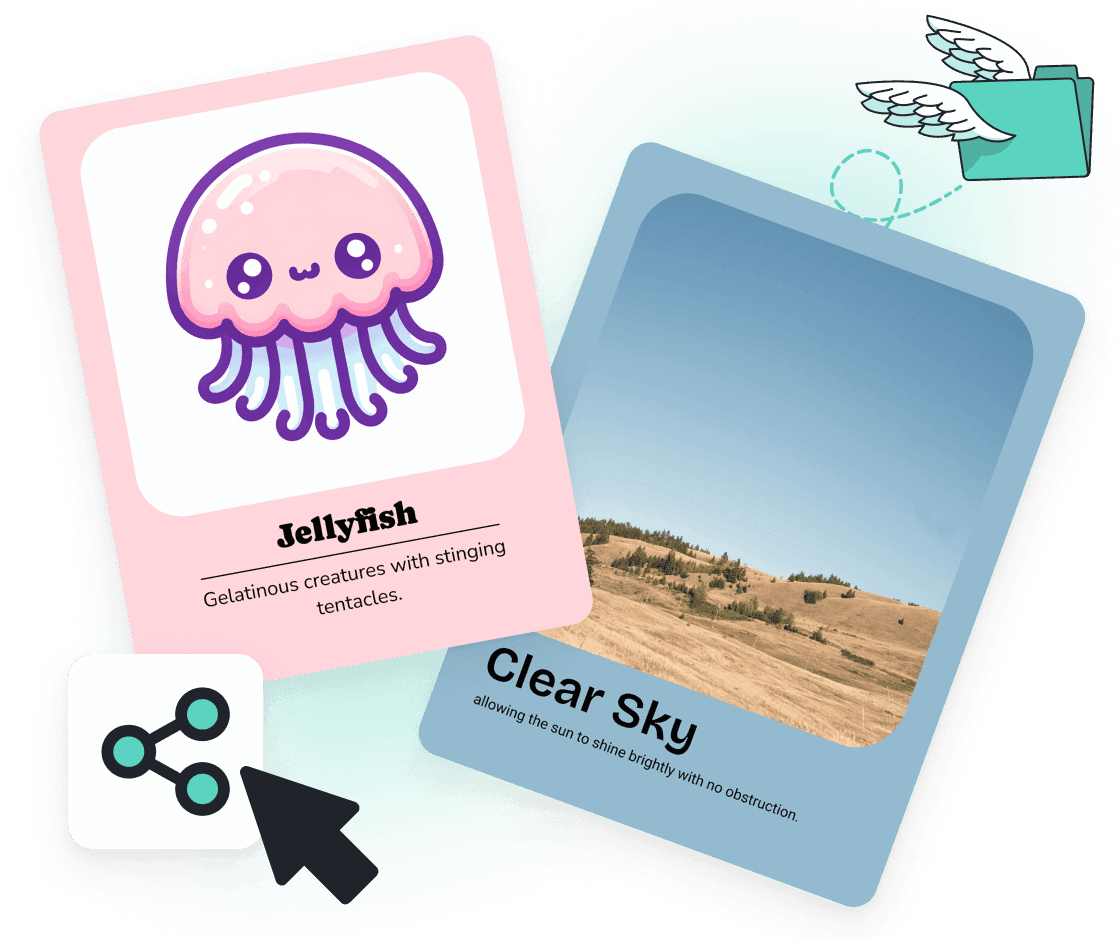 Jellyfish
Gelatinous creatures with stinging
tentacles.
Clear Sky
allowing the sun to shine brightly with no obstruction.